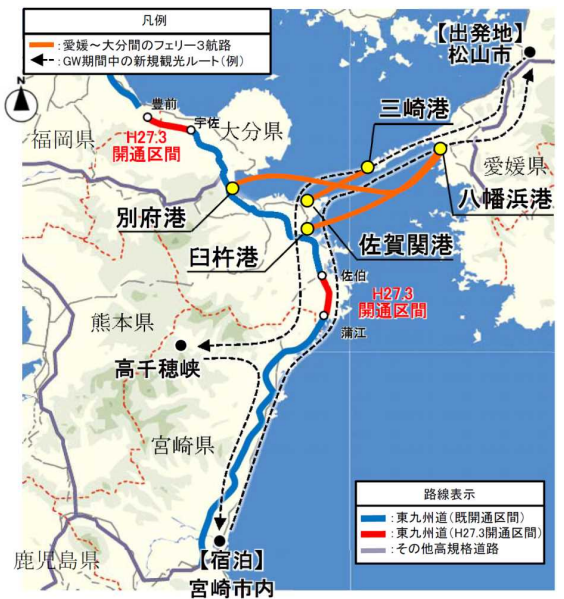 凡例
：愛媛～大分間のフェリー３航路
：GW期間中の新規観光ルート（例）
【出発地】
松山市
豊前
宇佐
大分県
三崎港
福岡県
H27.3
開通区間
愛媛県
八幡浜港
別府港
佐賀関港
臼杵港
佐伯
H27.3
開通区間
蒲江
熊本県
高千穂峡
宮崎県
路線表示
：東九州道（既開通区間）
：東九州道（H27.3開通区間）
：その他高規格道路
鹿児島県
【宿泊】
宮崎市内